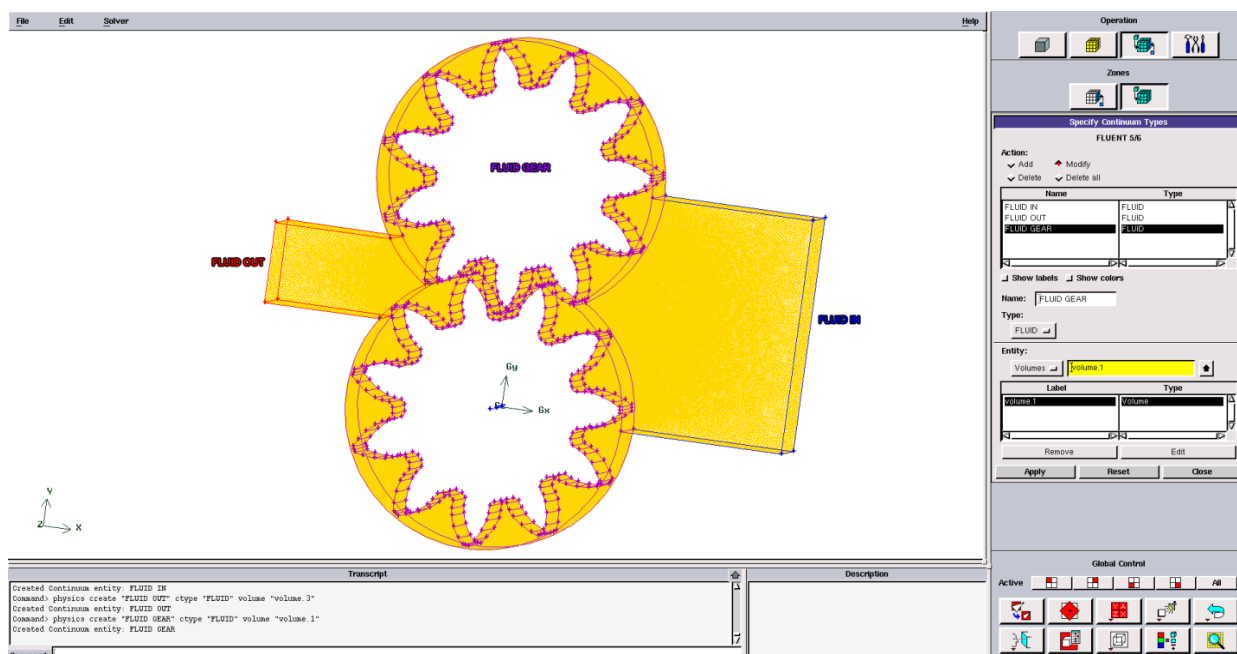 File Edit Solver Help
FLUID GEAR
FLUID OUT
FLUID IN
Gy
Gx
Y
Z X
Transcript
Created Continuum entity: FLUID IN
Command> physics create "FLUID OUT" ctype "FLUID" volume "volume.3"
Created Continuum entity: FLUID OUT
Command> physics create "FLUID GEAR" ctype "FLUID" volume "volume.1"
Created Continuum entity: FLUID GEAR
Description
Operation
Zones
Specify Continuum Types
FLUENT 5/6
Action:
Add Modify
Delete Delete all
Name Type
FLUID IN FLUID
FLUID OUT FLUID
FLUID GEAR FLUID
Show labels Show colors
Name: FLUID GEAR
Type:
FLUID
Entity:
Volumes volume.1
Label Type
volume.1 Volume
Remove Edit
Apply Reset Close
Global Control
Active All